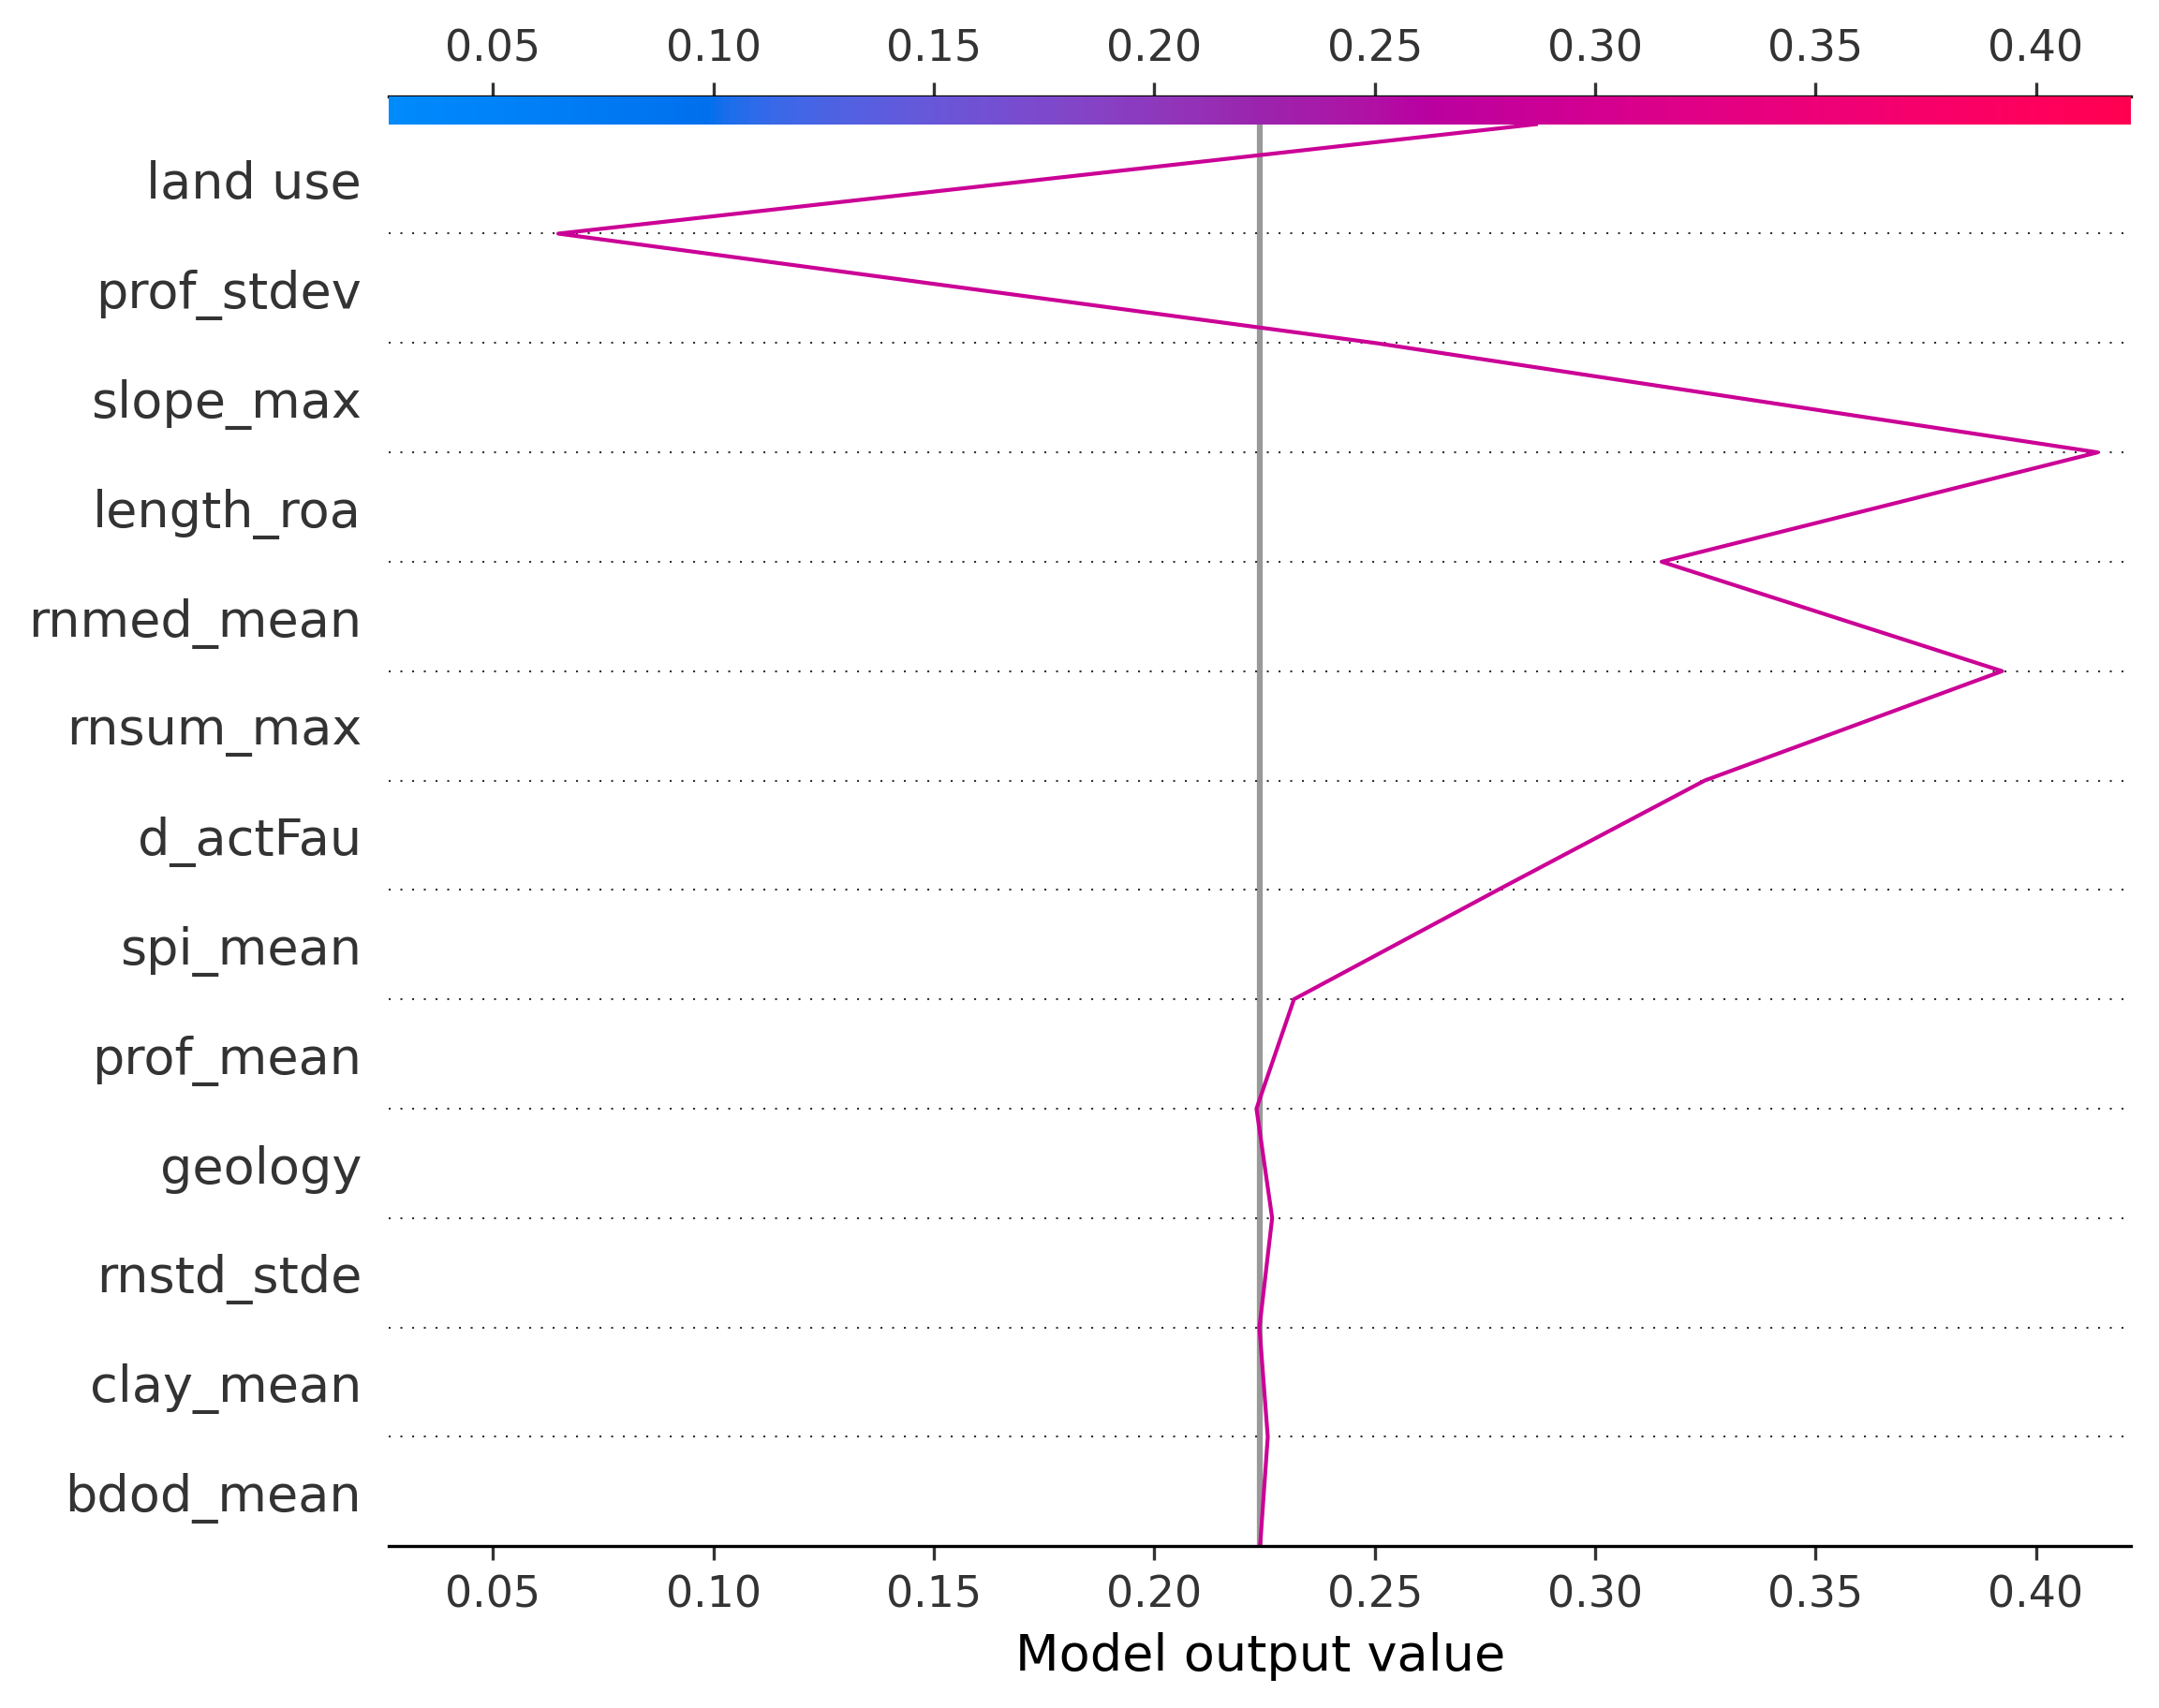 0.05 0.10 0.15 0.20 0.25 0.30 0.35 0.40
land use
prof_stdev
slope_max
length_roa
rnmed_mean
rnsum_max
d_actFau
spi_mean
prof_mean
geology
rnstd_stde
clay_mean
bdod_mean
0.05 0.10 0.15 0.20 0.25 0.30 0.35 0.40
Model output value